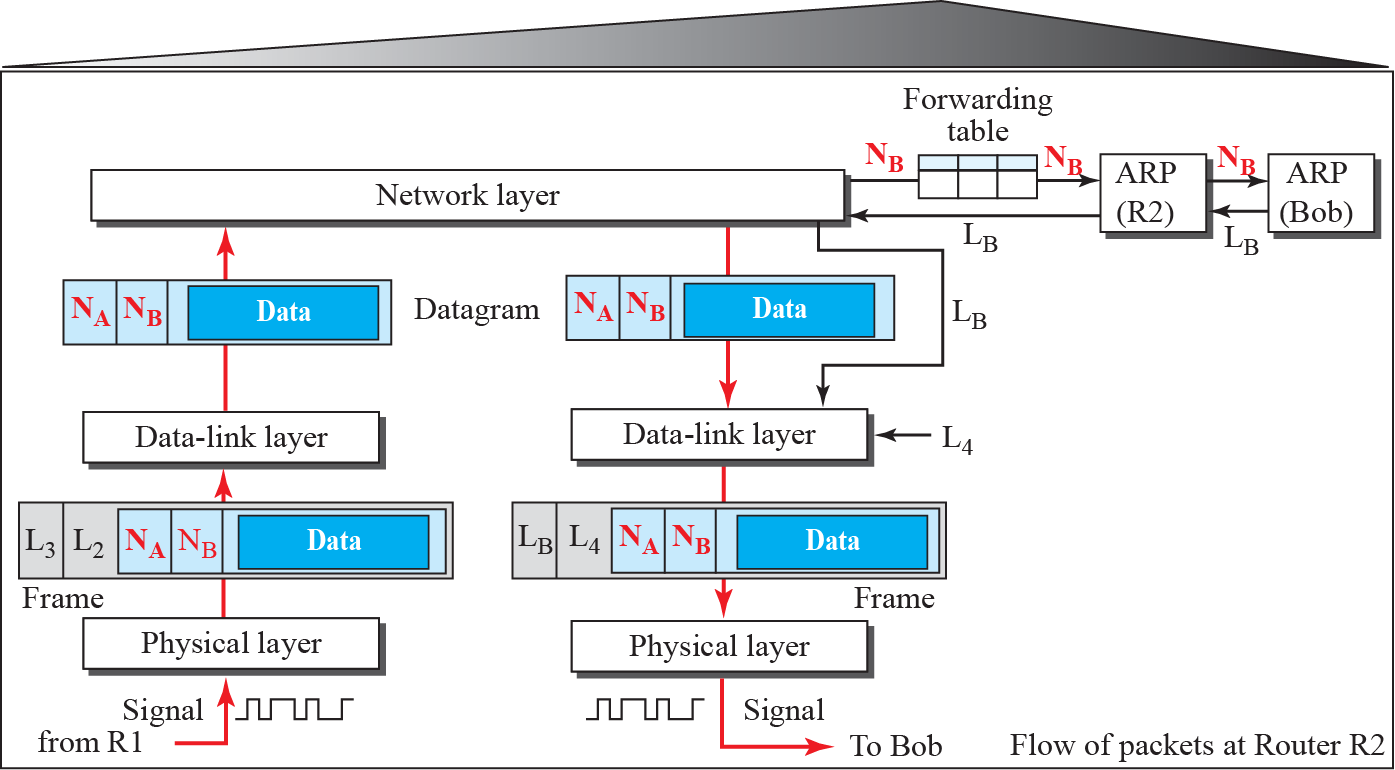 Forwarding
table
N_B
N_B
N_B
ARP
(R2)
ARP
(Bob)
Network layer
L_B
L_B
N_A N_B Data
Datagram
N_A N_B Data
L_B
Data-link layer
Data-link layer
L_4
L_3 L_2 N_A N_B Data
L_B L_4 N_A N_B Data
Frame
Frame
Physical layer
Physical layer
Signal
Signal
from R1
To Bob
Flow of packets at Router R2